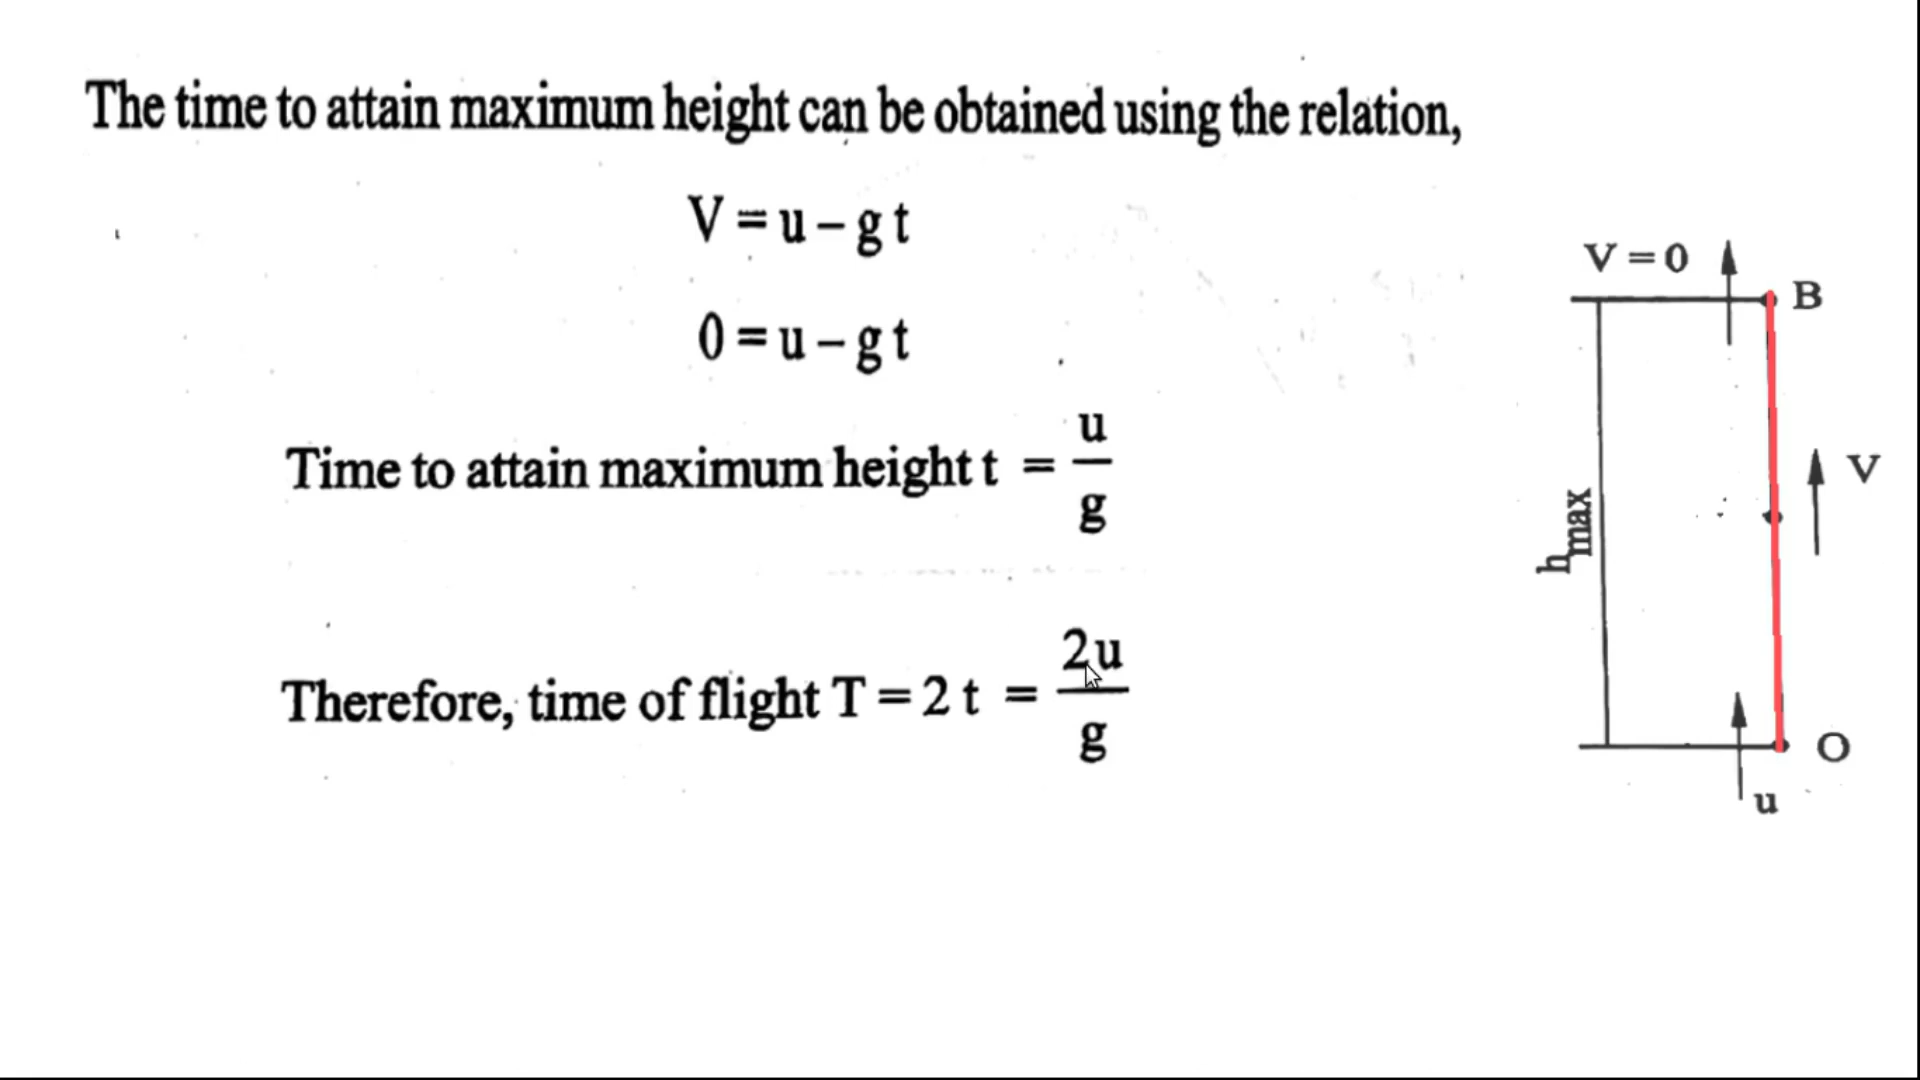 The time to attain maximum height can be obtained using the relation,
V = u – g t
0 = u – g t
Time to attain maximum height t = u/g
Therefore, time of flight T = 2 t = 2u/g
V = 0
B
V
h max
O
u